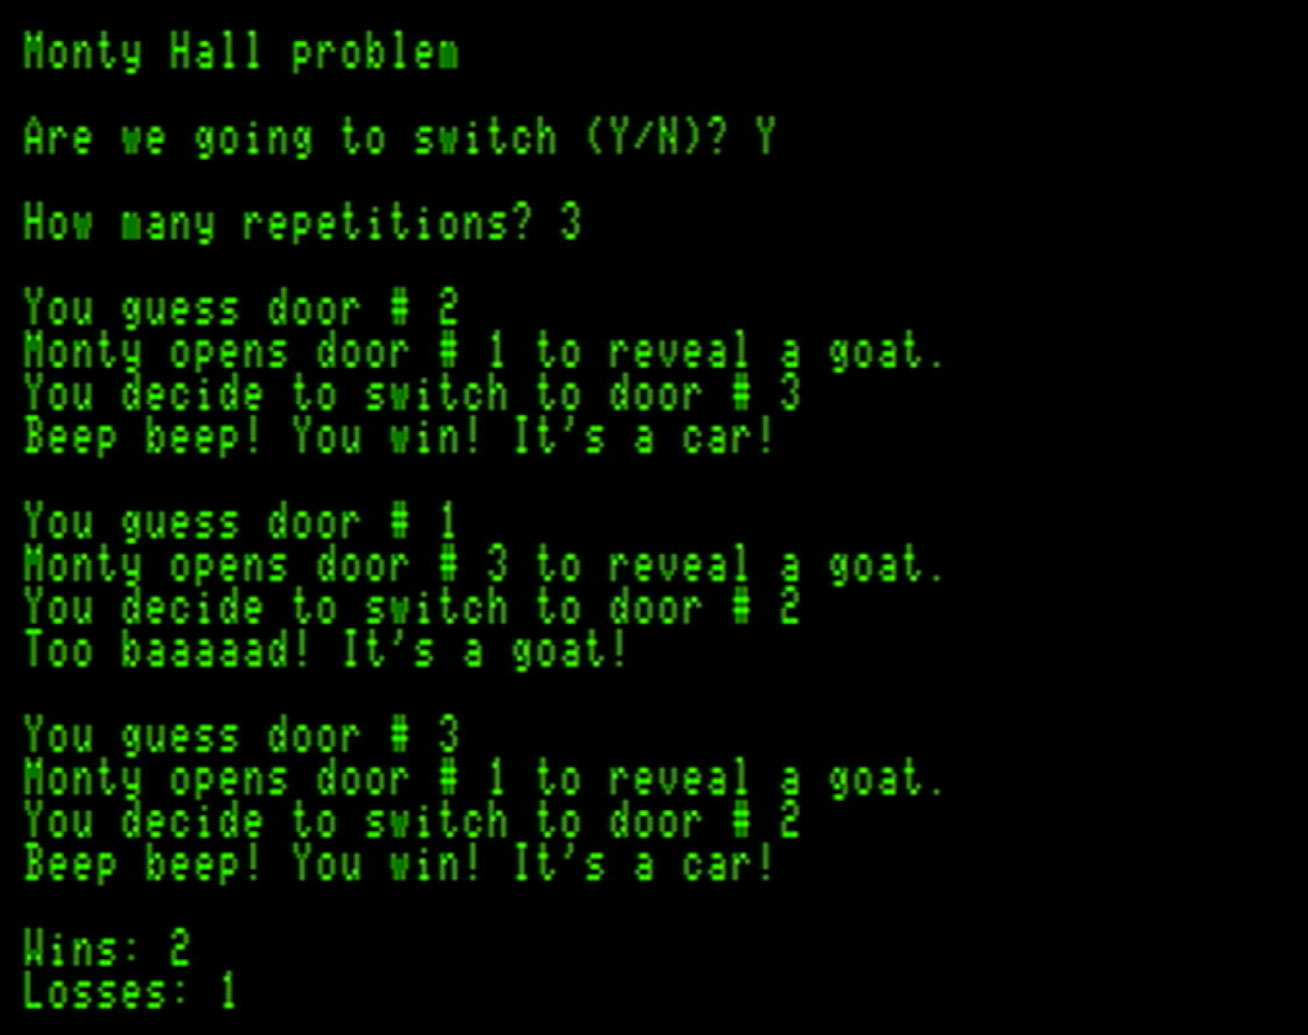 Monty Hall problem
Are we going to switch (Y/N)? Y
How many repetitions? 3
You guess door # 2
Monty opens door # 1 to reveal a goat.
You decide to switch to door # 3
Beep beep! You win! It's a car!
You guess door # 1
Monty opens door # 3 to reveal a goat.
You decide to switch to door # 2
Too baaaaad! It's a goat!
You guess door # 3
Monty opens door # 1 to reveal a goat.
You decide to switch to door # 2
Beep beep! You win! It's a car!
Wins: 2
Losses: 1